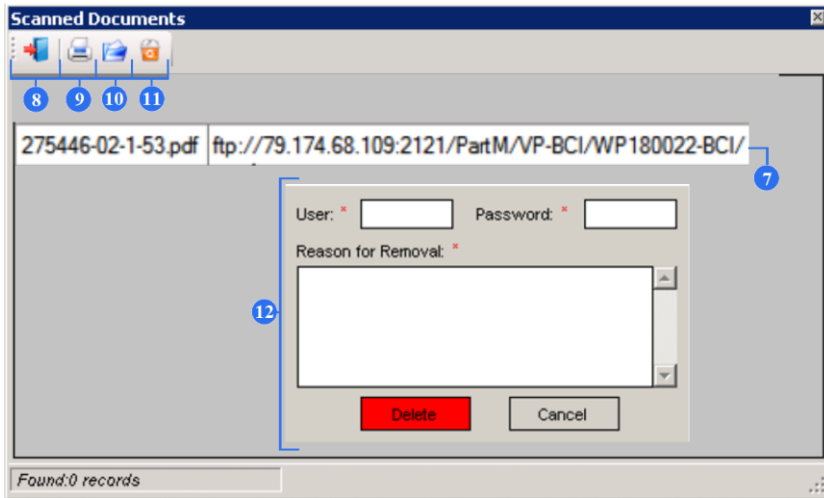 Scanned Documents
8 9 10 11
275446-02-1-53.pdf ftp://79.174.68.109:2121/PartM/VP-BCI/WP180022-BCI/
7
User: * Password: *
Reason for Removal: *
12
Delete Cancel
Found:0 records